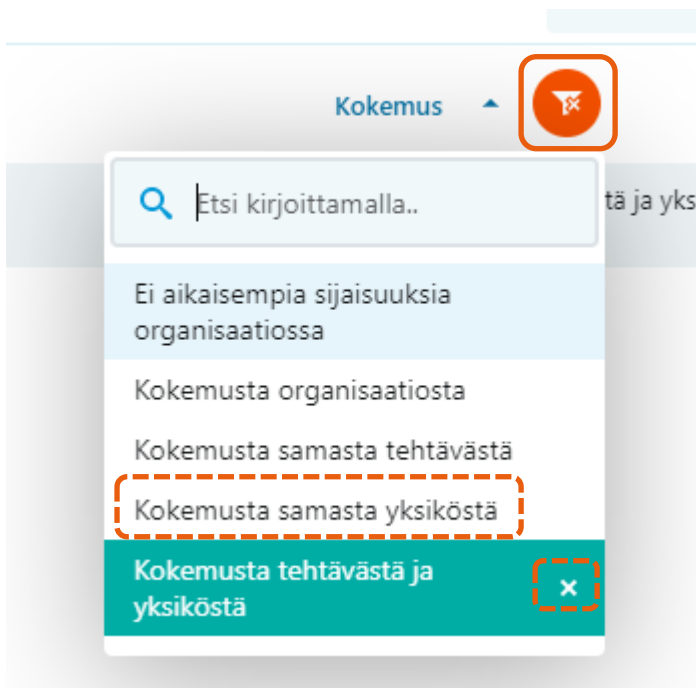 Kokemus
Etsi kirjoittamalla..
tä ja yks
Ei aikaisempia sijaisuuksia
organisaatiossa
Kokemusta organisaatiosta
Kokemusta samasta tehtävästä
Kokemusta samasta yksiköstä
Kokemusta tehtävästä ja
yksiköstä